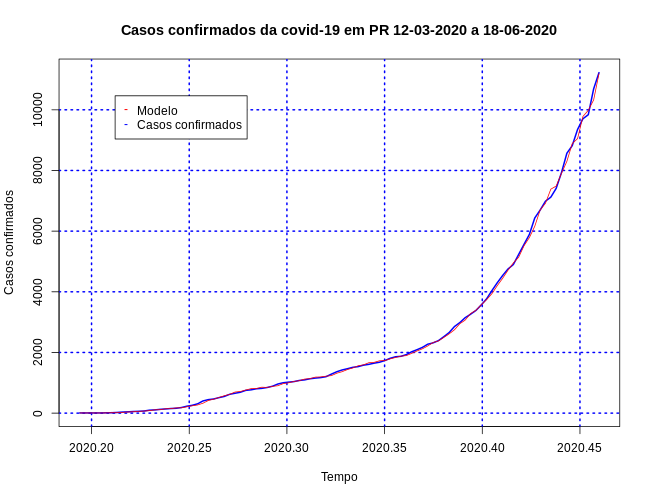 Casos confirmados da covid-19 em PR 12-03-2020 a 18-06-2020
Modelo
Casos confirmados
Casos confirmados
10000
8000
6000
4000
2000
0
2020.20 2020.25 2020.30 2020.35 2020.40 2020.45
Tempo